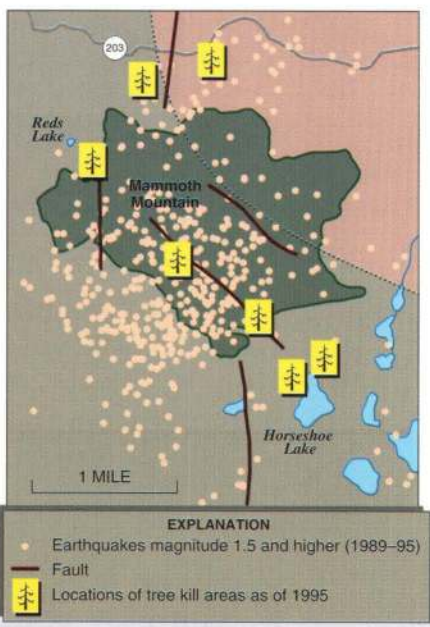 203
Reds
Lake
Mammoth
Mountain
Horseshoe
Lake
1 MILE
EXPLANATION
Earthquakes magnitude 1.5 and higher (1989–95)
Fault
Locations of tree kill areas as of 1995